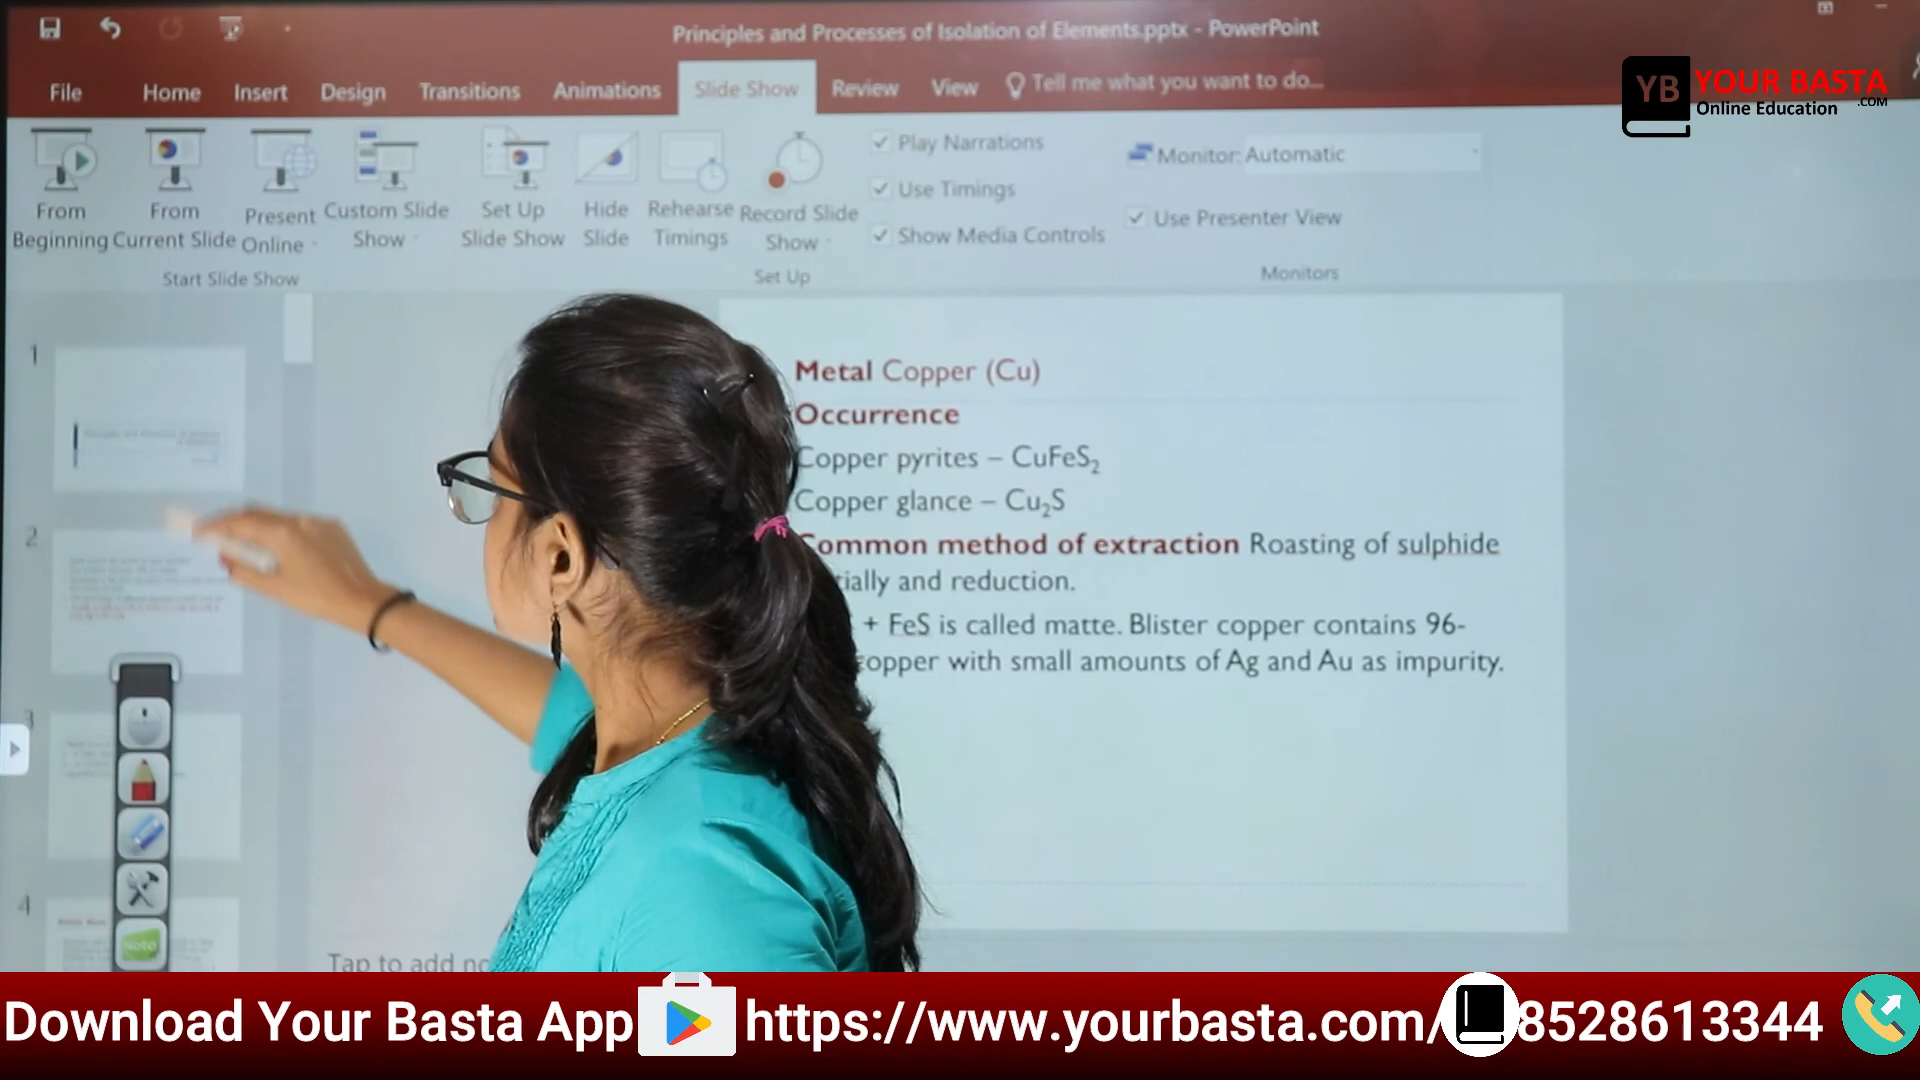 Principles and Processes of Isolation of Elements.pptx - PowerPoint
File Home Insert Design Transitions Animations Slide Show Review View Tell me what you want to do...
YB YOUR BASTA
.COM
Online Education
From Beginning
From Current Slide
Present Online
Custom Slide Show
Set Up Slide Show
Hide Slide
Rehearse Timings
Record Slide Show
Play Narrations
Use Timings
Show Media Controls
Monitor: Automatic
Use Presenter View
Start Slide Show
Set Up
Monitors
1
2
3
4
Metal Copper (Cu)
Occurrence
Copper pyrites – CuFeS₂
Copper glance – Cu₂S
Common method of extraction Roasting of sulphide
tially and reduction.
+ FeS is called matte. Blister copper contains 96-
copper with small amounts of Ag and Au as impurity.
Note
Tap to add no
Download Your Basta App https://www.yourbasta.com/ 8528613344